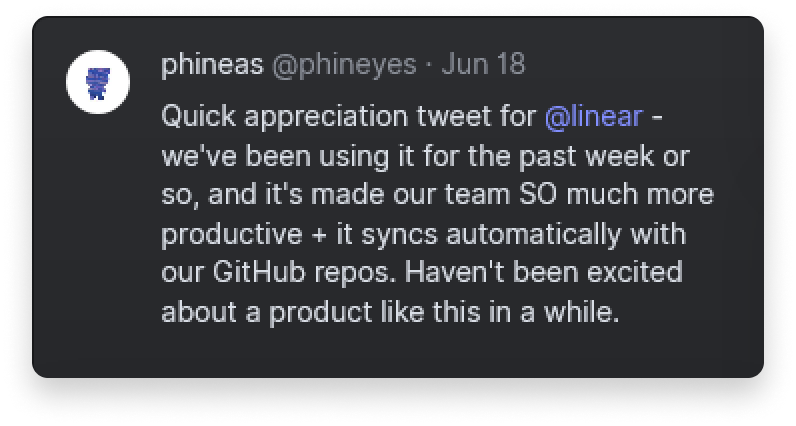 phineas @phineyes · Jun 18
Quick appreciation tweet for @linear -
we've been using it for the past week or
so, and it's made our team SO much more
productive + it syncs automatically with
our GitHub repos. Haven't been excited
about a product like this in a while.